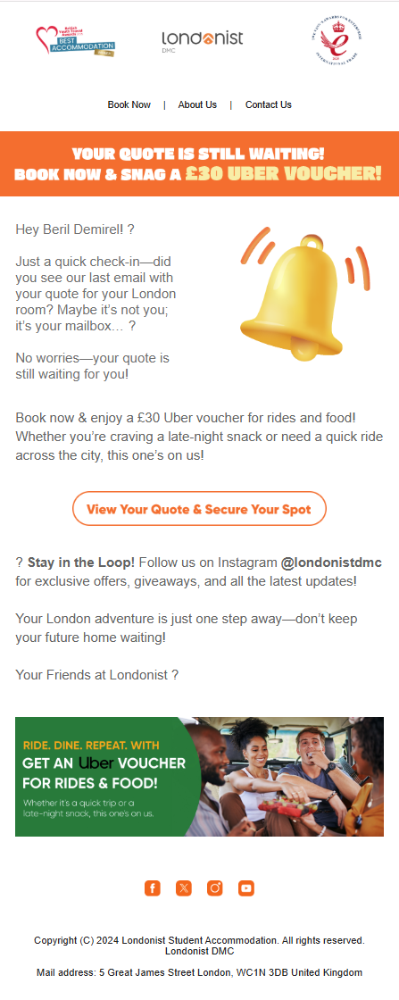 British
Youth Travel
Awards
BEST
ACCOMMODATION
londonist
DMC
Book Now | About Us | Contact Us
YOUR QUOTE IS STILL WAITING!
BOOK NOW & SNAG A £30 UBER VOUCHER!
Hey Beril Demirel! ?
Just a quick check-in—did
you see our last email with
your quote for your London
room? Maybe it’s not you;
it’s your mailbox… ?
No worries—your quote is
still waiting for you!
Book now & enjoy a £30 Uber voucher for rides and food!
Whether you’re craving a late-night snack or need a quick ride
across the city, this one’s on us!
View Your Quote & Secure Your Spot
? Stay in the Loop! Follow us on Instagram @londonistdmc
for exclusive offers, giveaways, and all the latest updates!
Your London adventure is just one step away—don’t keep
your future home waiting!
Your Friends at Londonist ?
RIDE. DINE. REPEAT. WITH
GET AN Uber VOUCHER
FOR RIDES & FOOD!
Whether it's a quick trip or a
late-night snack, this one's on us.
Copyright (C) 2024 Londonist Student Accommodation. All rights reserved.
Londonist DMC
Mail address: 5 Great James Street London, WC1N 3DB United Kingdom